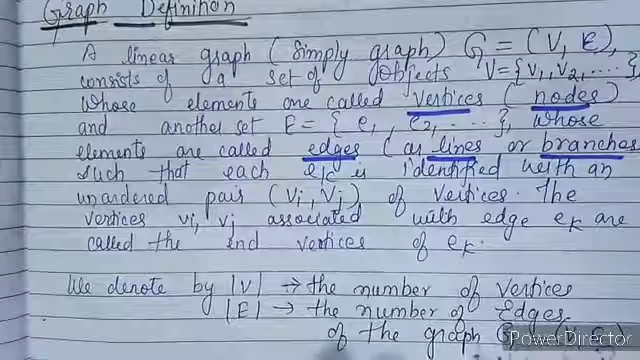 Graph Definition
A linear graph (Simply graph) G = (V, E),
consists of a set of objects V = {v1, v2, ....}
whose elements are called vertices (nodes)
and another set E = {e1, e2, ....}, whose
elements are called edges (as lines or branches
such that each ek is identified with an
unordered pair (vi, vj) of vertices. The
vertices vi, vj associated with edge ek are
called the end vertices of ek.
We denote by |V| → the number of vertices
|E| → the number of Edges
of the graph G
PowerDirector